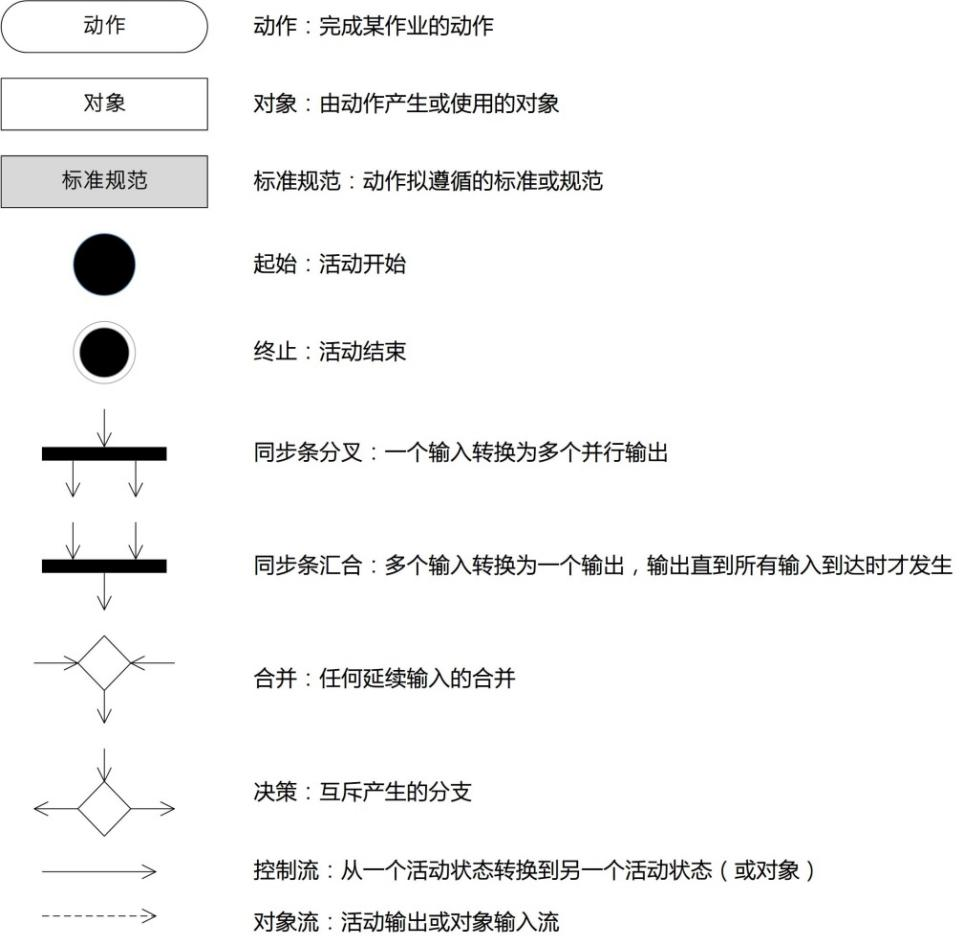 动作
动作：完成某作业的动作
对象
对象：由动作产生或使用的对象
标准规范
标准规范：动作拟遵循的标准或规范
起始：活动开始
终止：活动结束
同步条分叉：一个输入转换为多个并行输出
同步条汇合：多个输入转换为一个输出，输出直到所有输入到达时才发生
合并：任何延续输入的合并
决策：互斥产生的分支
控制流：从一个活动状态转换到另一个活动状态（或对象）
对象流：活动输出或对象输入流